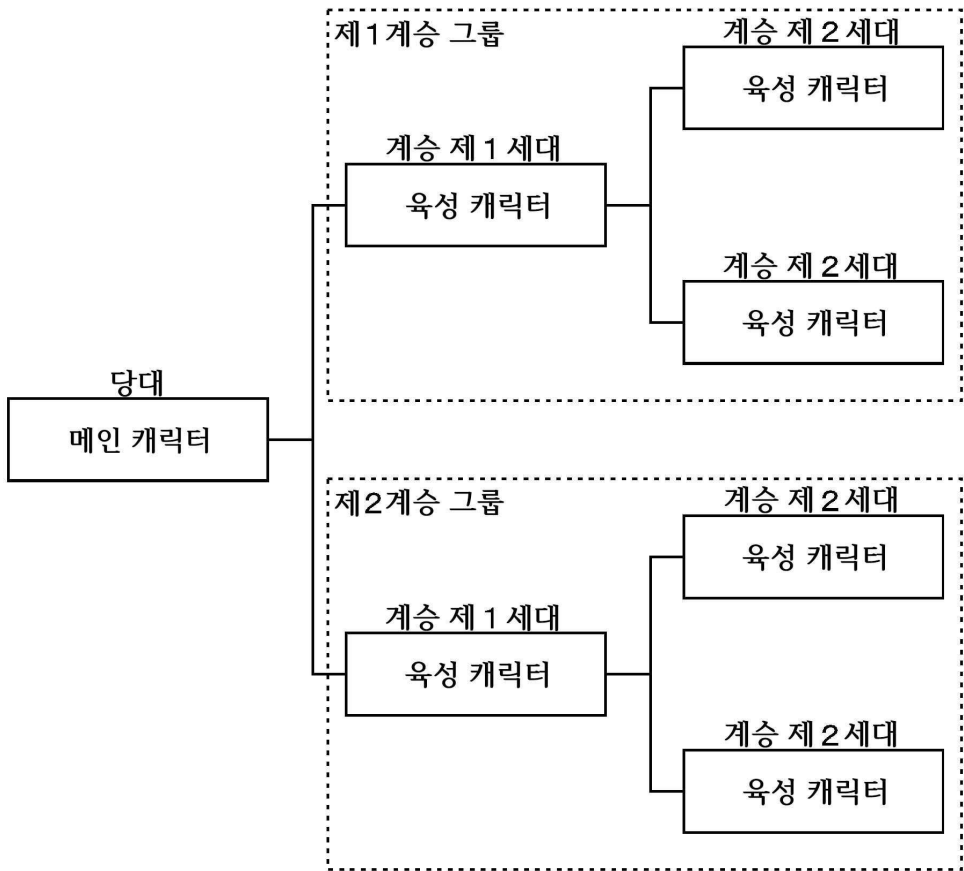 제1계승 그룹
계승 제2세대
육성 캐릭터
계승 제1세대
육성 캐릭터
계승 제2세대
육성 캐릭터
당대
메인 캐릭터
제2계승 그룹
계승 제2세대
육성 캐릭터
계승 제1세대
육성 캐릭터
계승 제2세대
육성 캐릭터